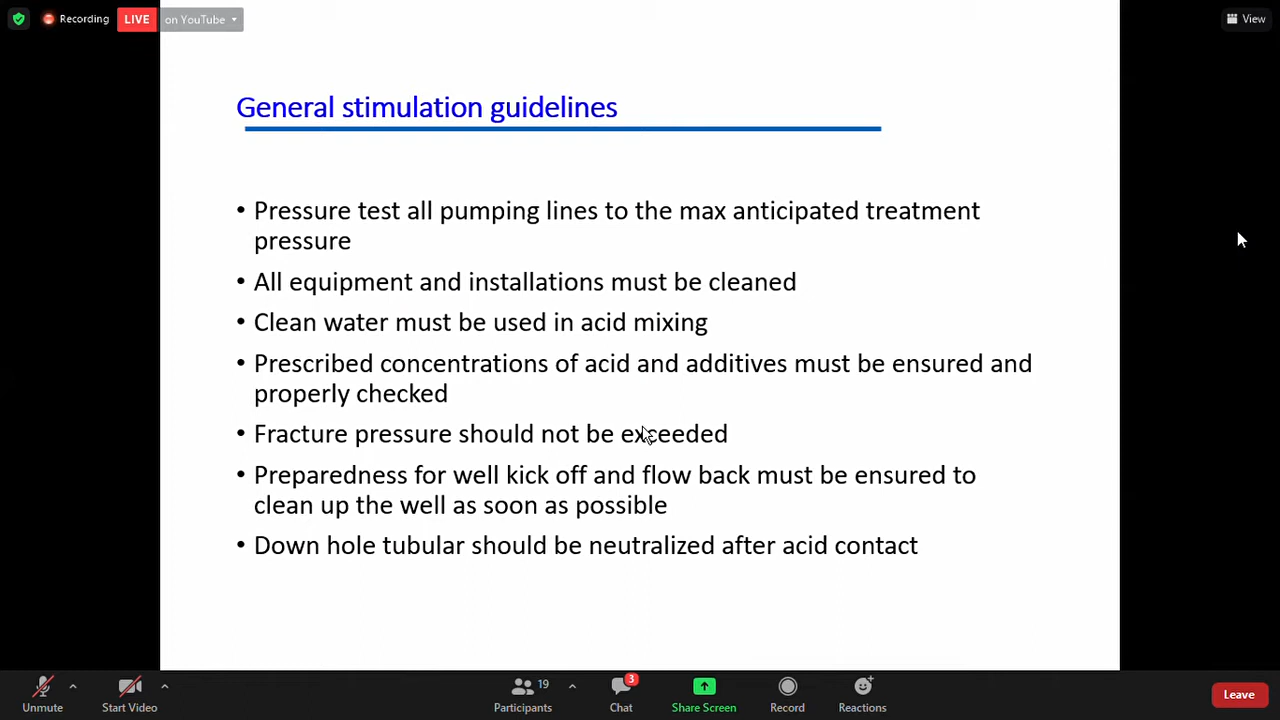 Recording
LIVE
on YouTube
View
General stimulation guidelines
• Pressure test all pumping lines to the max anticipated treatment
pressure
• All equipment and installations must be cleaned
• Clean water must be used in acid mixing
• Prescribed concentrations of acid and additives must be ensured and
properly checked
• Fracture pressure should not be exceeded
• Preparedness for well kick off and flow back must be ensured to
clean up the well as soon as possible
• Down hole tubular should be neutralized after acid contact
Unmute
Start Video
19
Participants
3
Chat
Share Screen
Record
Reactions
Leave